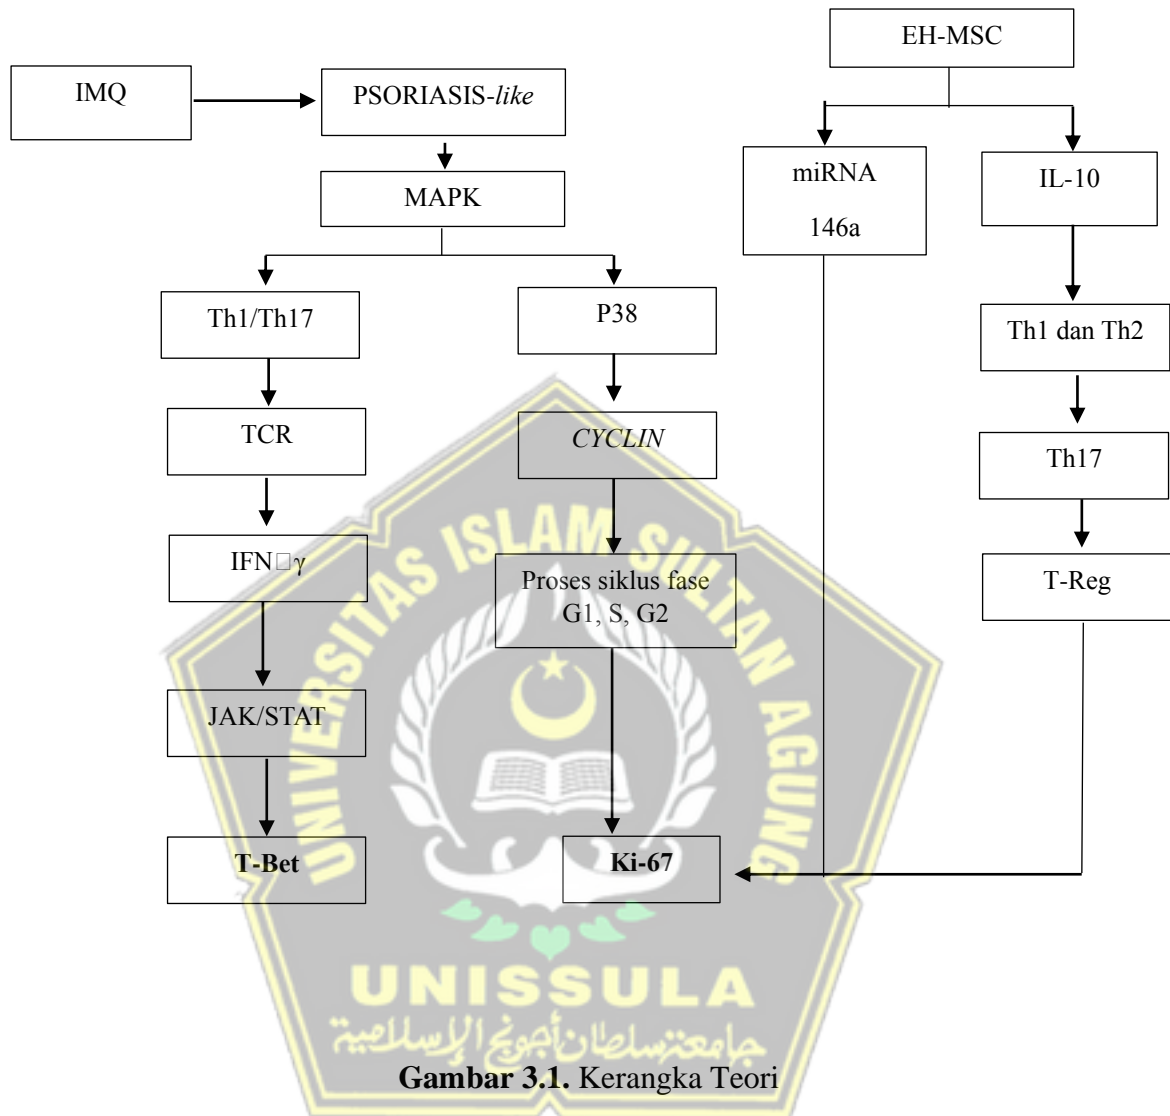 EH-MSC
IMQ
PSORIASIS-like
miRNA
146a
IL-10
MAPK
Th1/Th17
P38
Th1 dan Th2
TCR
CYCLIN
Th17
IFN□γ
Proses siklus fase
G1, S, G2
T-Reg
JAK/STAT
T-Bet
Ki-67
UNIVERSITAS ISLAM SULTAN AGUNG
UNISSULA
جامعة سلطان أجونج الإسلامية
Gambar 3.1. Kerangka Teori